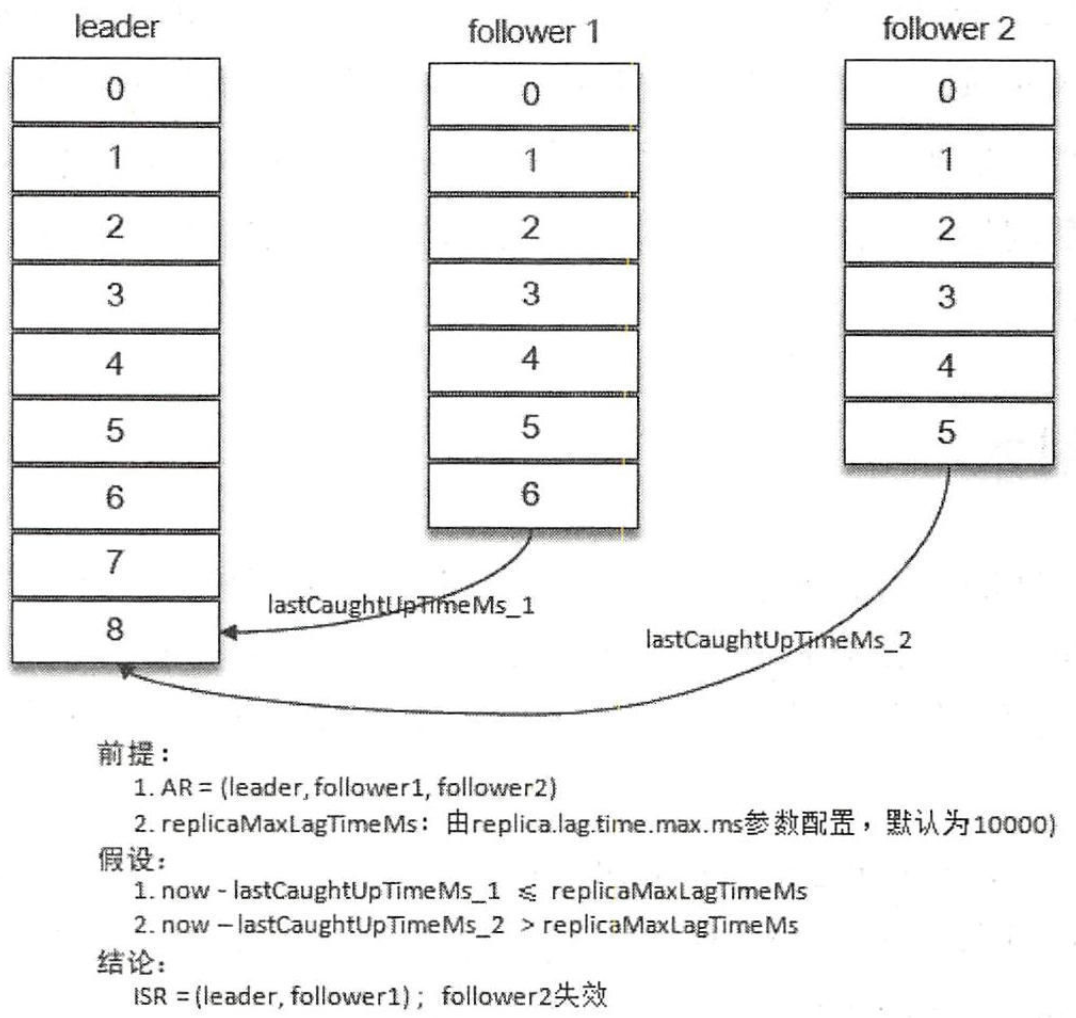 leader
follower 1
follower 2
0
1
2
3
4
5
6
7
8
0
1
2
3
4
5
6
0
1
2
3
4
5
lastCaughtUpTimeMs_1
lastCaughtUpTimeMs_2
前提：
1. AR = (leader, follower1, follower2)
2. replicaMaxLagTimeMs：由replica.lag.time.max.ms参数配置，默认为10000)
假设：
1. now - lastCaughtUpTimeMs_1 ⩽ replicaMaxLagTimeMs
2. now – lastCaughtUpTimeMs_2 > replicaMaxLagTimeMs
结论：
ISR = (leader, follower1)； follower2失效